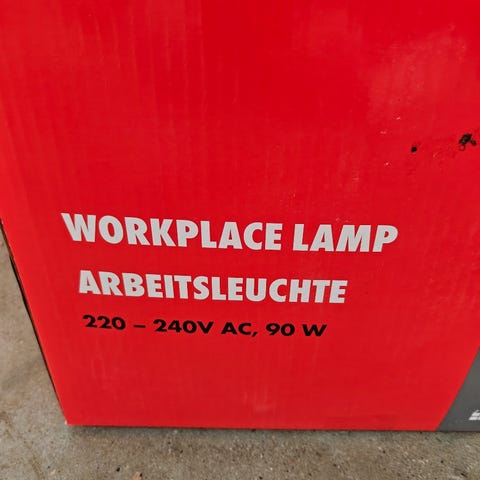 WORKPLACE LAMP
ARBEITSLEUCHTE
220 – 240V AC, 90 W